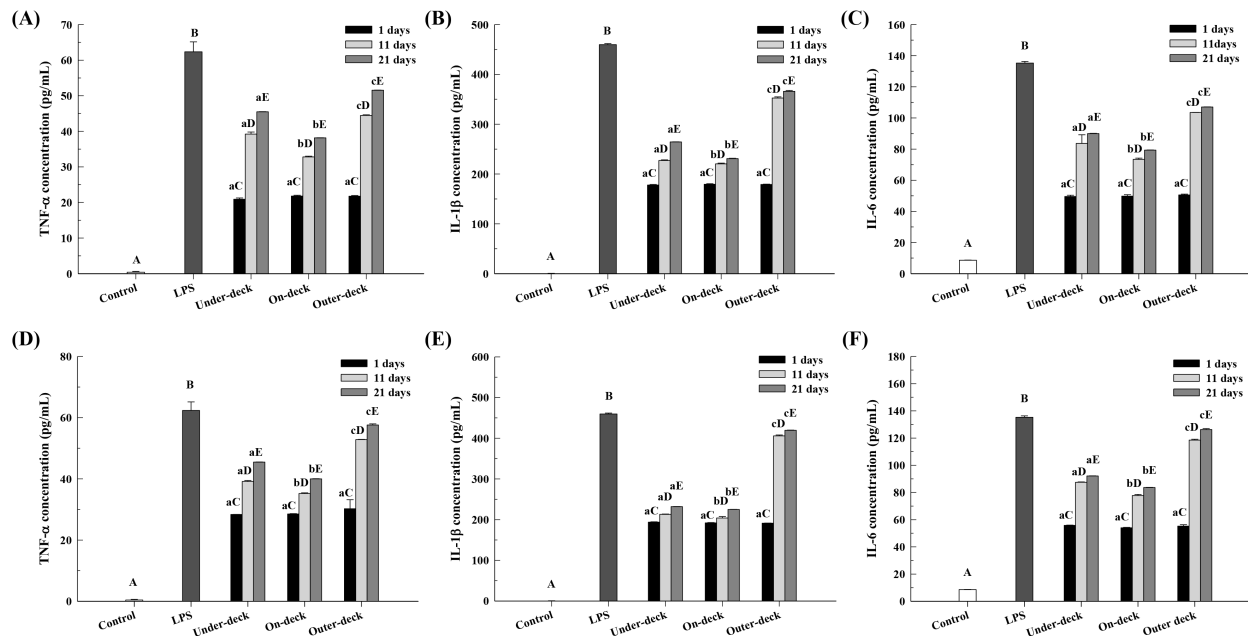 (A)
TNF-α concentration (pg/mL)
70
60
50
40
30
20
10
0
1 days
11 days
21 days
A
B
aC
aD
aE
aC
bD
bE
aC
cD
cE
Control
LPS
Under-deck
On-deck
Outer-deck
(B)
IL-1β concentration (pg/mL)
500
400
300
200
100
0
1 days
11 days
21 days
A
B
aC
aD
aE
aC
bD
bE
aC
cD
cE
Control
LPS
Under-deck
On-deck
Outer-deck
(C)
IL-6 concentration (pg/mL)
160
140
120
100
80
60
40
20
0
1 days
11days
21 days
A
B
aC
aD
aE
aC
bD
bE
aC
cD
cE
Control
LPS
Under-deck
On-deck
Outer-deck
(D)
TNF-α concentration (pg/mL)
80
60
40
20
0
1 days
11 days
21 days
A
B
aC
aD
aE
aC
bD
bE
aC
cD
cE
Control
LPS
Under-deck
On-deck
Outer-deck
(E)
IL-1β concentration (pg/mL)
600
500
400
300
200
100
0
1 days
11 days
21 days
A
B
aC
aD
aE
aC
bD
bE
aC
cD
cE
Control
LPS
Under-deck
On-deck
Outer-deck
(F)
IL-6 concentration (pg/mL)
180
160
140
120
100
80
60
40
20
0
1 days
11 days
21 days
A
B
aC
aD
aE
aC
bD
bE
aC
cD
cE
Control
LPS
Under-deck
On-deck
Outer deck